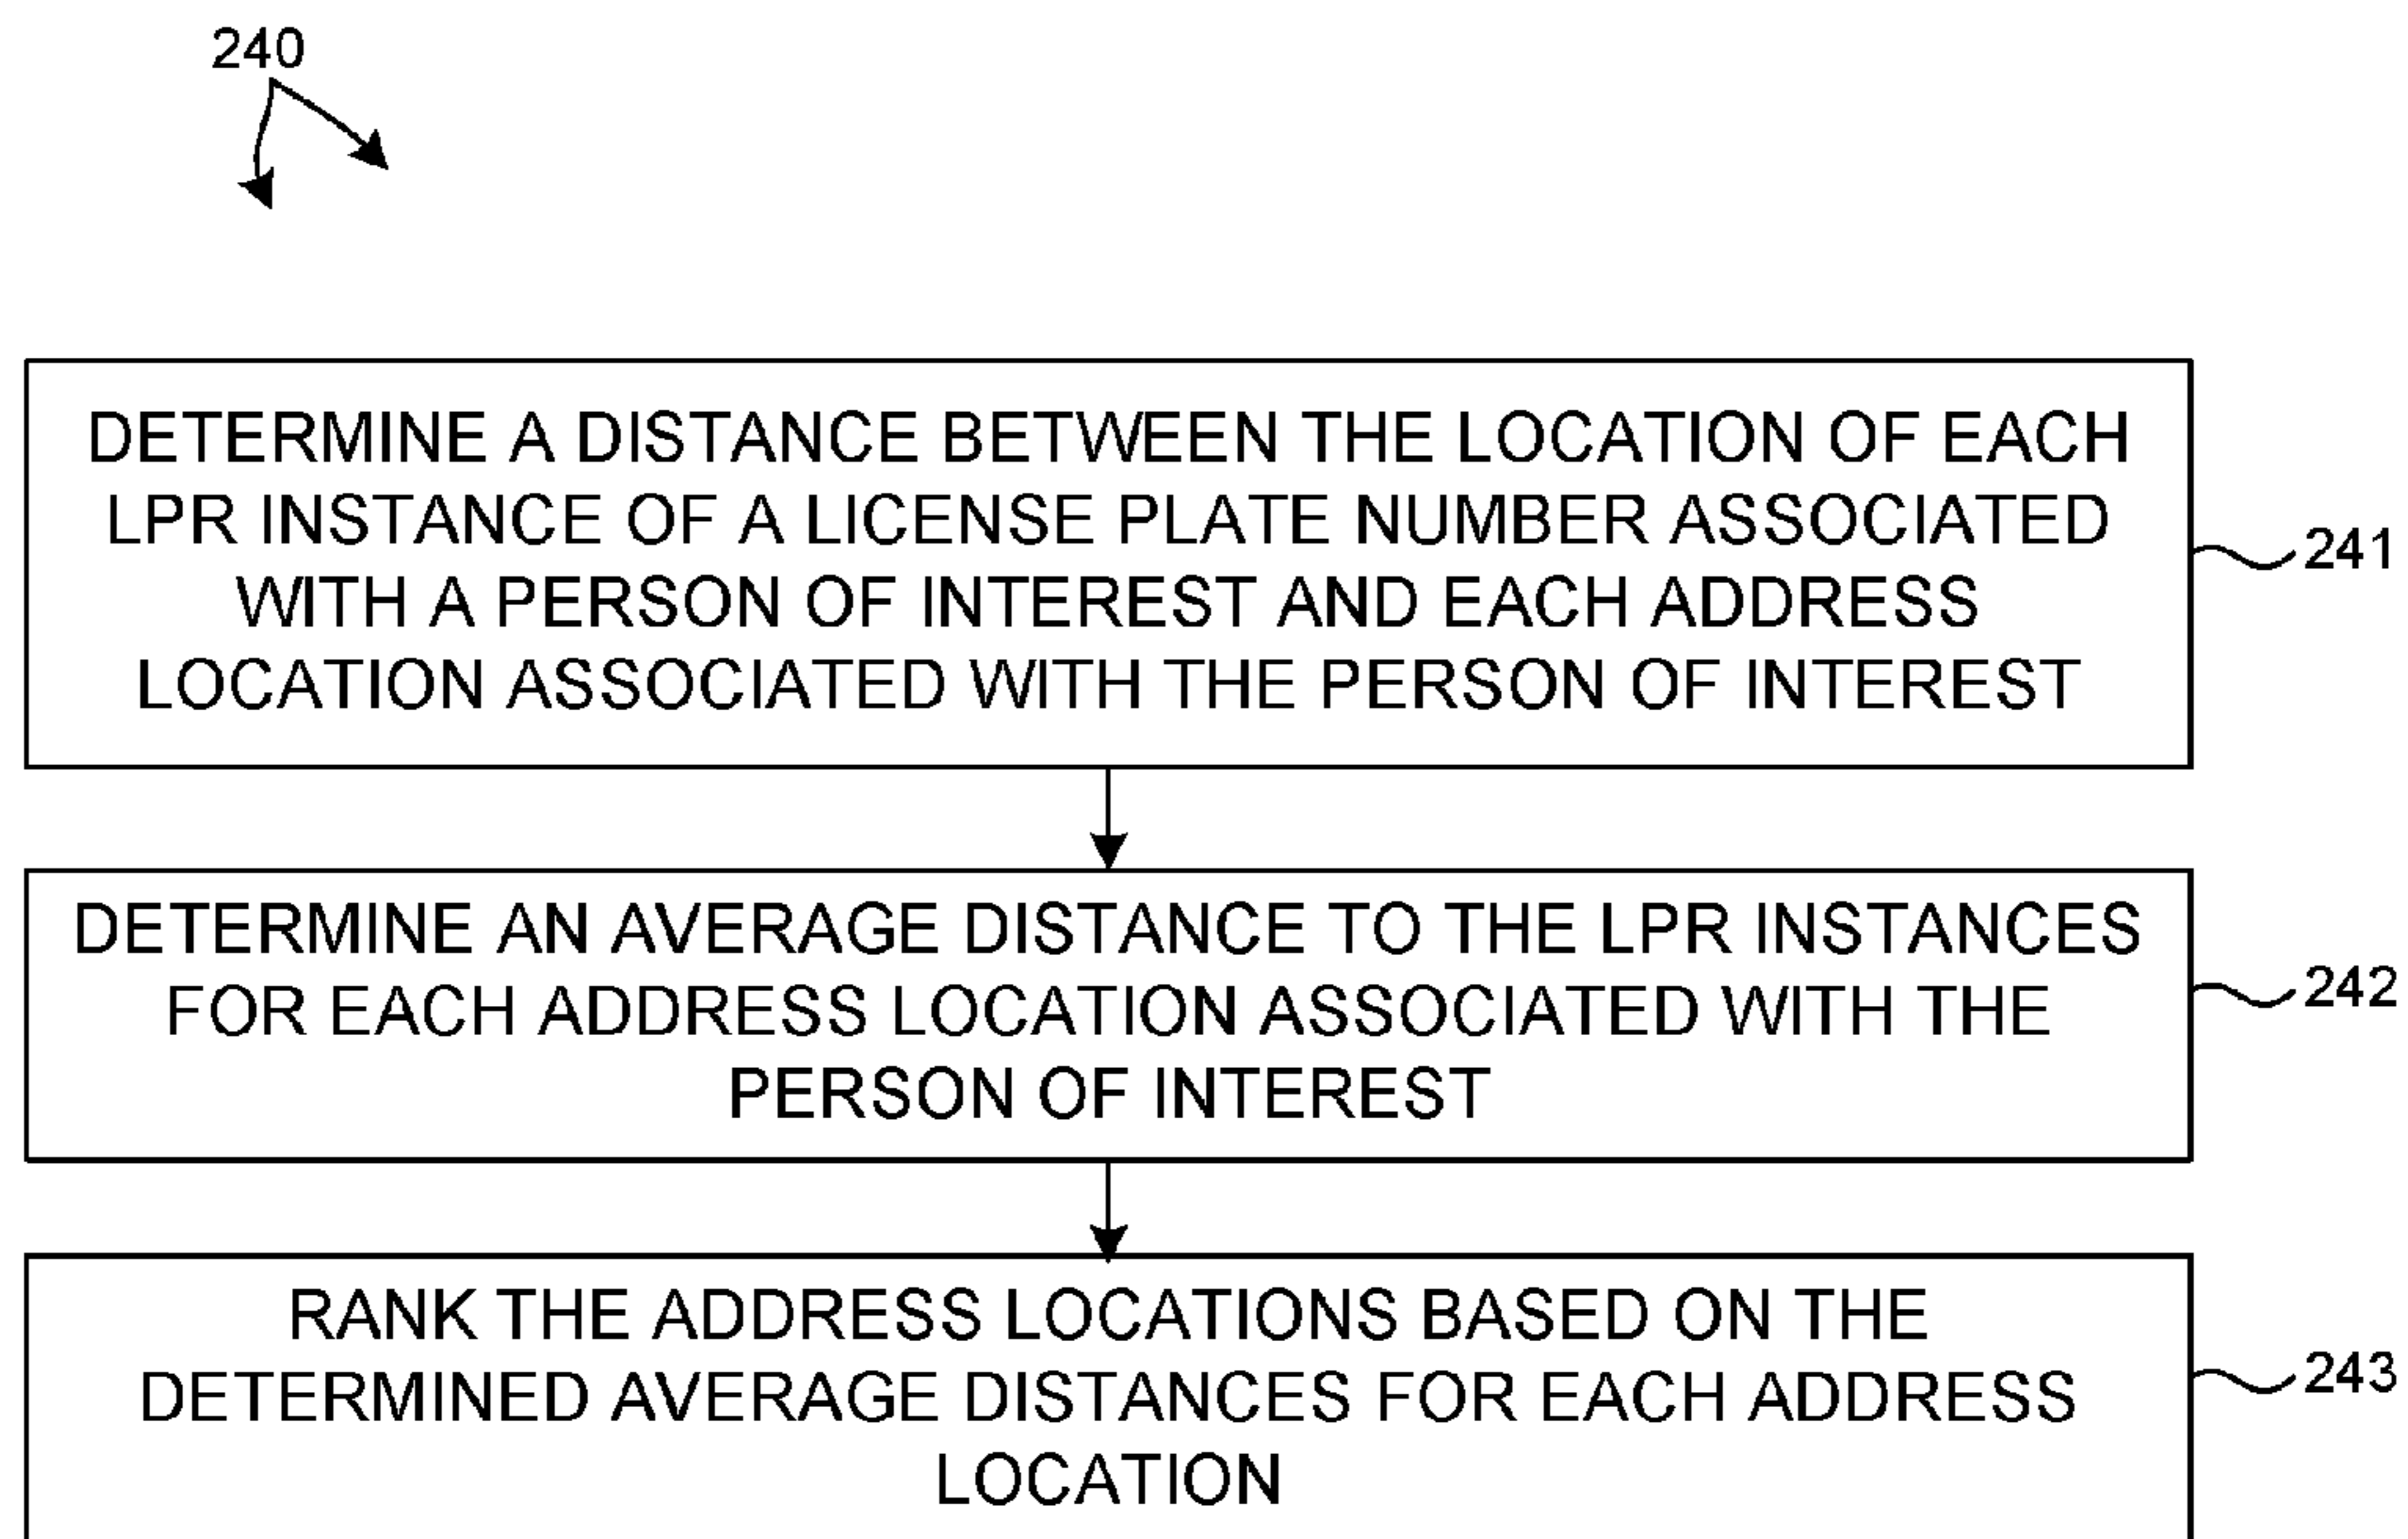 240
DETERMINE A DISTANCE BETWEEN THE LOCATION OF EACH
LPR INSTANCE OF A LICENSE PLATE NUMBER ASSOCIATED
WITH A PERSON OF INTEREST AND EACH ADDRESS
LOCATION ASSOCIATED WITH THE PERSON OF INTEREST
241
DETERMINE AN AVERAGE DISTANCE TO THE LPR INSTANCES
FOR EACH ADDRESS LOCATION ASSOCIATED WITH THE
PERSON OF INTEREST
242
RANK THE ADDRESS LOCATIONS BASED ON THE
DETERMINED AVERAGE DISTANCES FOR EACH ADDRESS
LOCATION
243